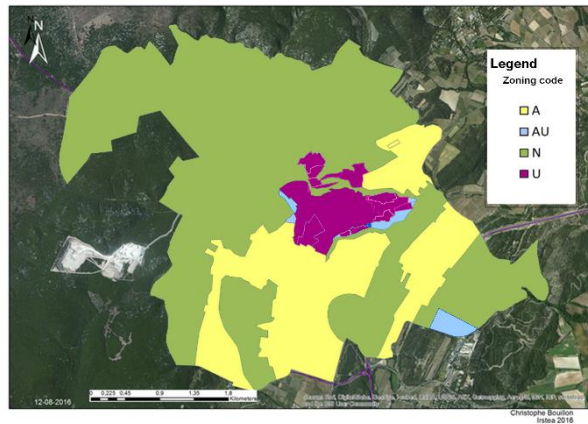 N
Legend
Zoning code
A
AU
N
U
0 0.225 0.45 0.9 1.35 1.8
Kilometers
12-08-2016
Christophe Bouillon
Irstea 2016